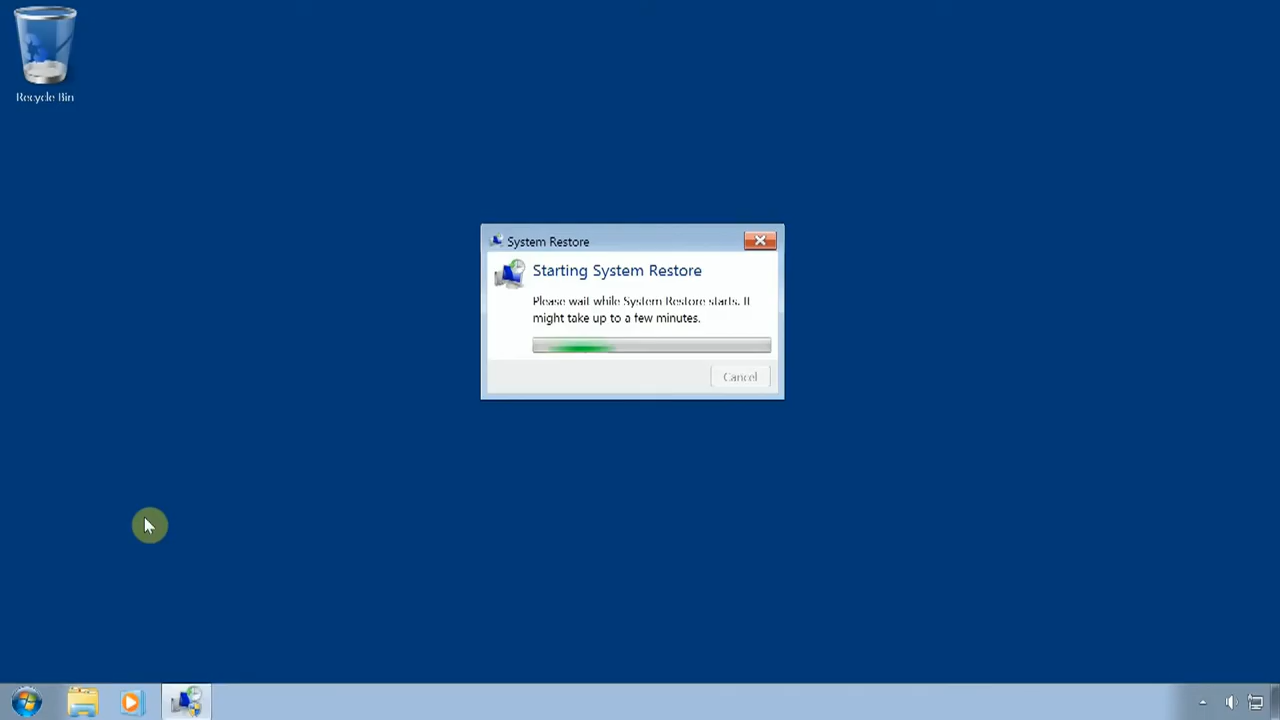 Recycle Bin
System Restore
Starting System Restore
Please wait while System Restore starts. It
might take up to a few minutes.
Cancel